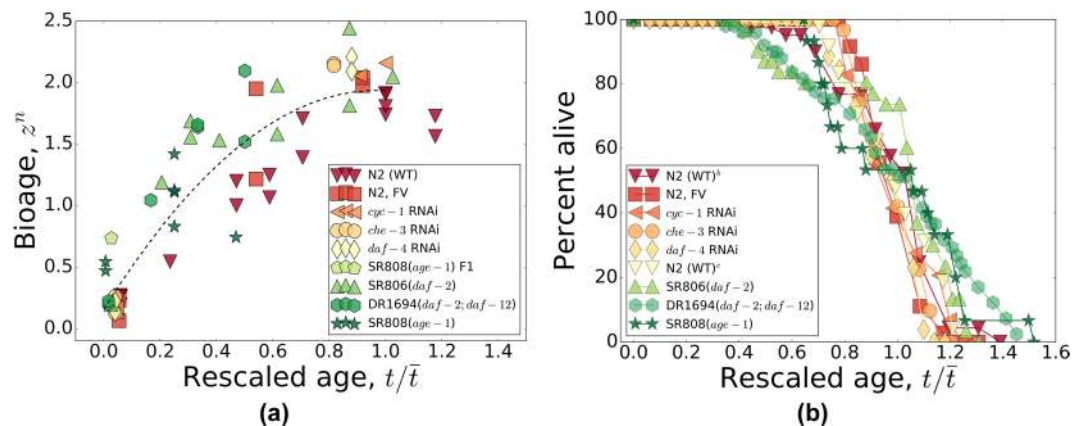 2.5
2.0
1.5
1.0
0.5
0.0
Bioage, zⁿ
0.0 0.2 0.4 0.6 0.8 1.0 1.2 1.4
Rescaled age, t/t̄
N2 (WT)
N2, FV
cyc-1 RNAi
che-3 RNAi
daf-4 RNAi
SR808(age-1) F1
SR806(daf-2)
DR1694(daf-2; daf-12)
SR808(age-1)
(a)
100
80
60
40
20
0
Percent alive
0.0 0.2 0.4 0.6 0.8 1.0 1.2 1.4 1.6
Rescaled age, t/t̄
N2 (WT)ᵇ
N2, FV
cyc-1 RNAi
che-3 RNAi
daf-4 RNAi
N2 (WT)ᶜ
SR806(daf-2)
DR1694(daf-2; daf-12)
SR808(age-1)
(b)